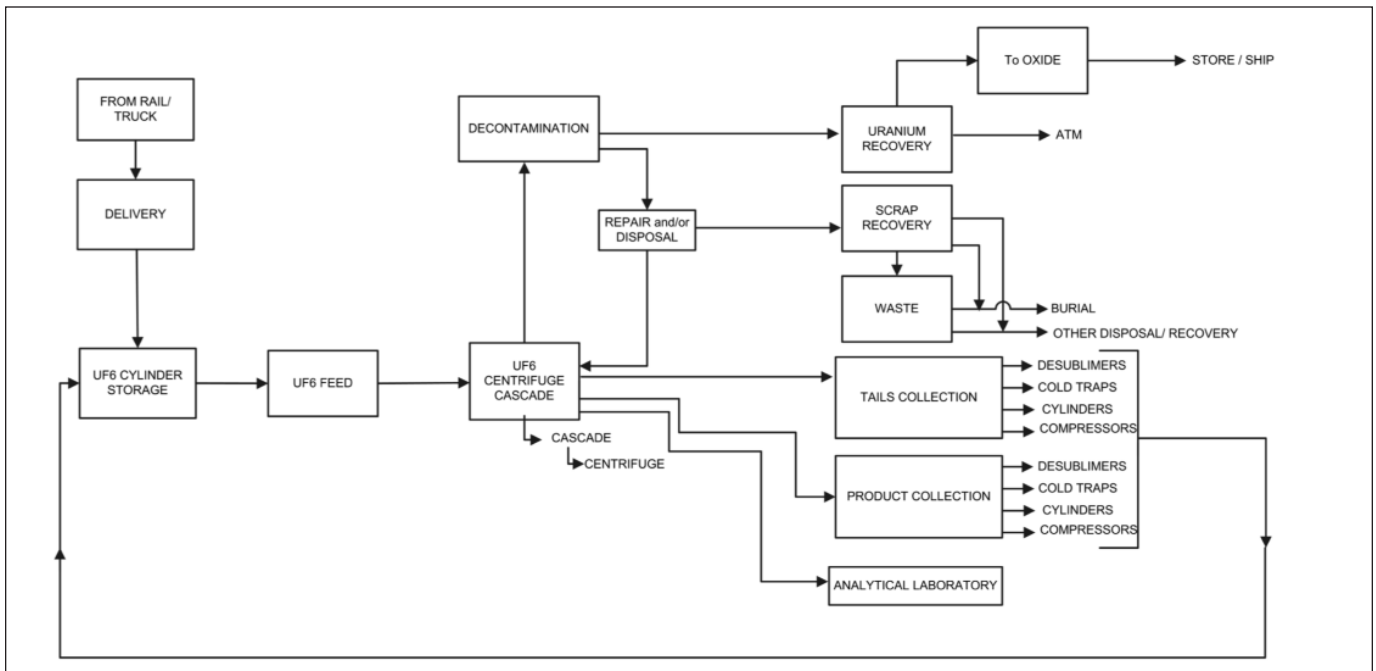 FROM RAIL/
TRUCK
DELIVERY
UF6 CYLINDER
STORAGE
UF6 FEED
UF6
CENTRIFUGE
CASCADE
CASCADE
CENTRIFUGE
DECONTAMINATION
REPAIR and/or
DISPOSAL
To OXIDE
STORE / SHIP
URANIUM
RECOVERY
ATM
SCRAP
RECOVERY
WASTE
BURIAL
OTHER DISPOSAL/ RECOVERY
TAILS COLLECTION
DESUBLIMERS
COLD TRAPS
CYLINDERS
COMPRESSORS
PRODUCT COLLECTION
DESUBLIMERS
COLD TRAPS
CYLINDERS
COMPRESSORS
ANALYTICAL LABORATORY